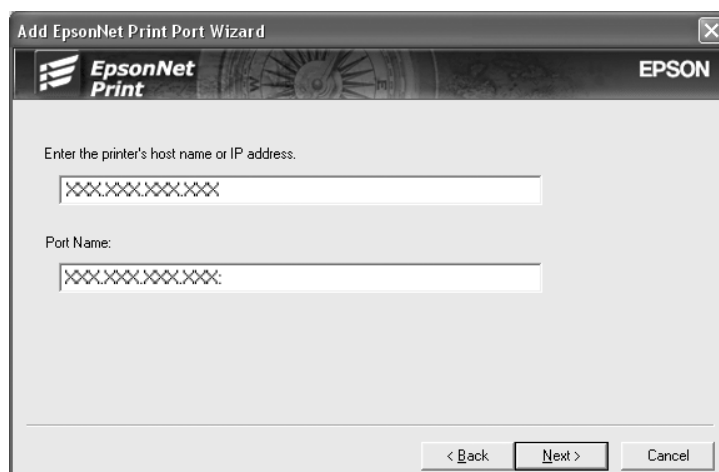 Add EpsonNet Print Port Wizard
EpsonNet
Print
EPSON
Enter the printer's host name or IP address.
XXX.XXX.XXX.XXX
Port Name:
XXX.XXX.XXX.XXX:
< Back
Next >
Cancel